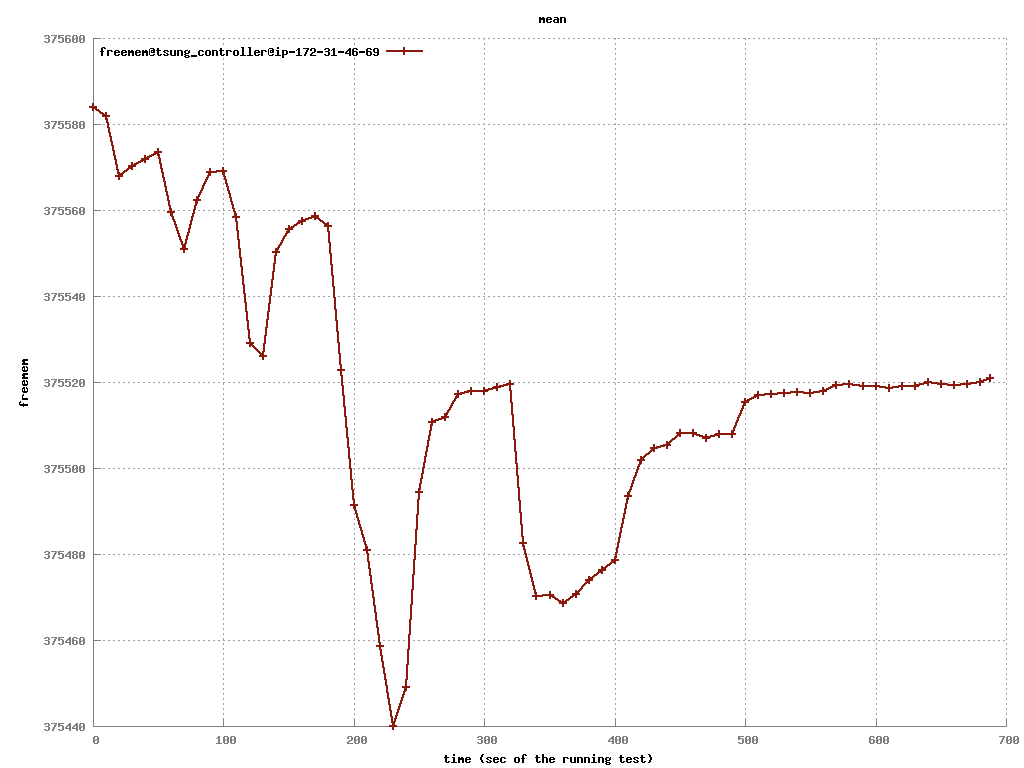 mean
freemem@tsung_controller@ip-172-31-46-69
375600
375580
375560
375540
375520
375500
375480
375460
375440
freemem
0 100 200 300 400 500 600 700
time (sec of the running test)